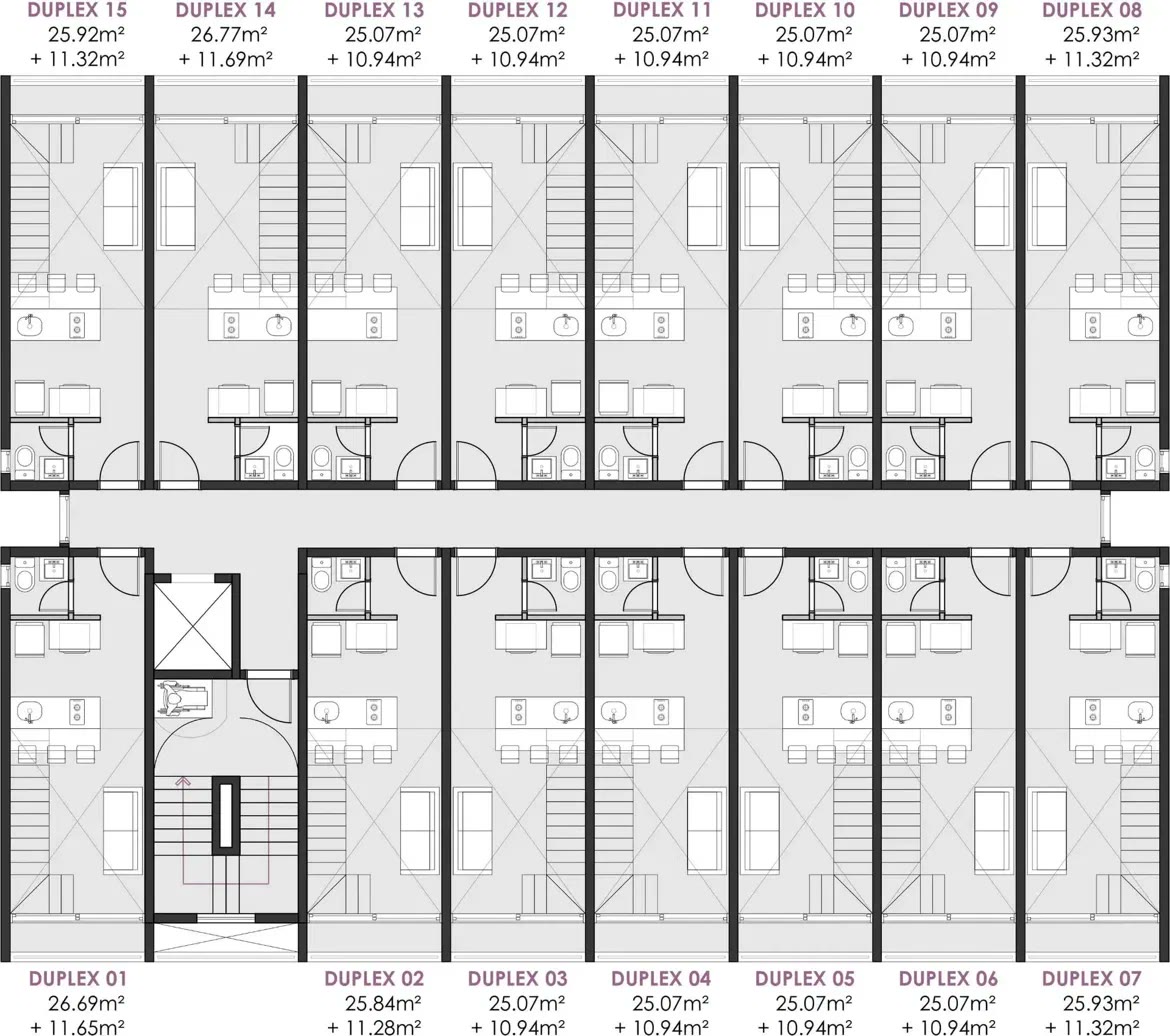 DUPLEX 15
25.92m²
+ 11.32m²
DUPLEX 14
26.77m²
+ 11.69m²
DUPLEX 13
25.07m²
+ 10.94m²
DUPLEX 12
25.07m²
+ 10.94m²
DUPLEX 11
25.07m²
+ 10.94m²
DUPLEX 10
25.07m²
+ 10.94m²
DUPLEX 09
25.07m²
+ 10.94m²
DUPLEX 08
25.93m²
+ 11.32m²
DUPLEX 01
26.69m²
+ 11.65m²
DUPLEX 02
25.84m²
+ 11.28m²
DUPLEX 03
25.07m²
+ 10.94m²
DUPLEX 04
25.07m²
+ 10.94m²
DUPLEX 05
25.07m²
+ 10.94m²
DUPLEX 06
25.07m²
+ 10.94m²
DUPLEX 07
25.93m²
+ 11.32m²